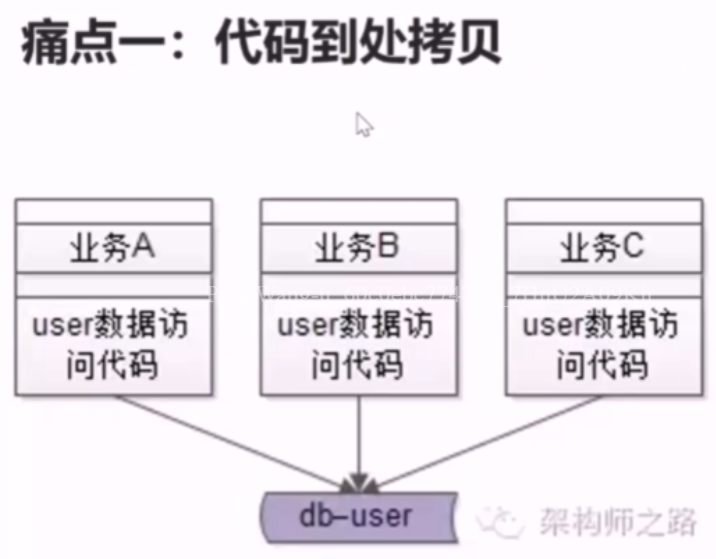 痛点一：代码到处拷贝
业务A
业务B
业务C
user数据访
问代码
user数据访
问代码
user数据访
问代码
db-user
架构师之路